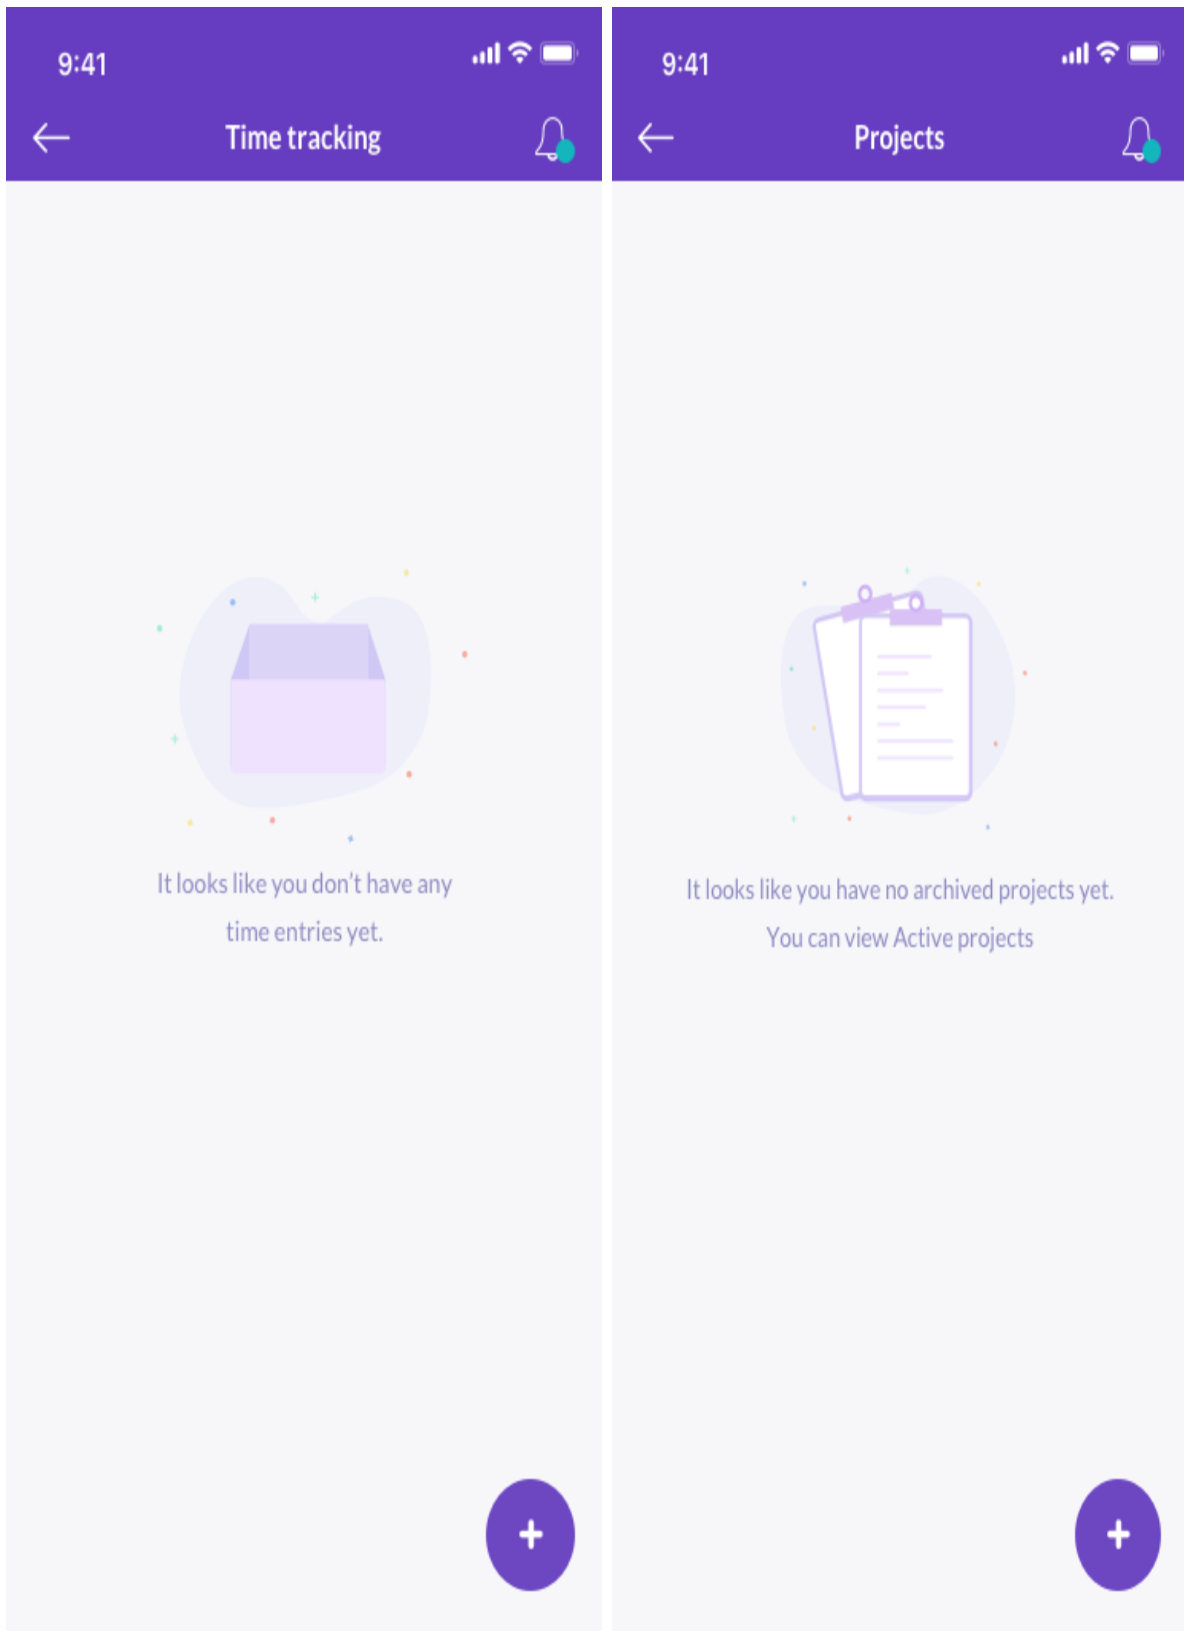 9:41
Time tracking
It looks like you don’t have any
time entries yet.
9:41
Projects
It looks like you have no archived projects yet.
You can view Active projects